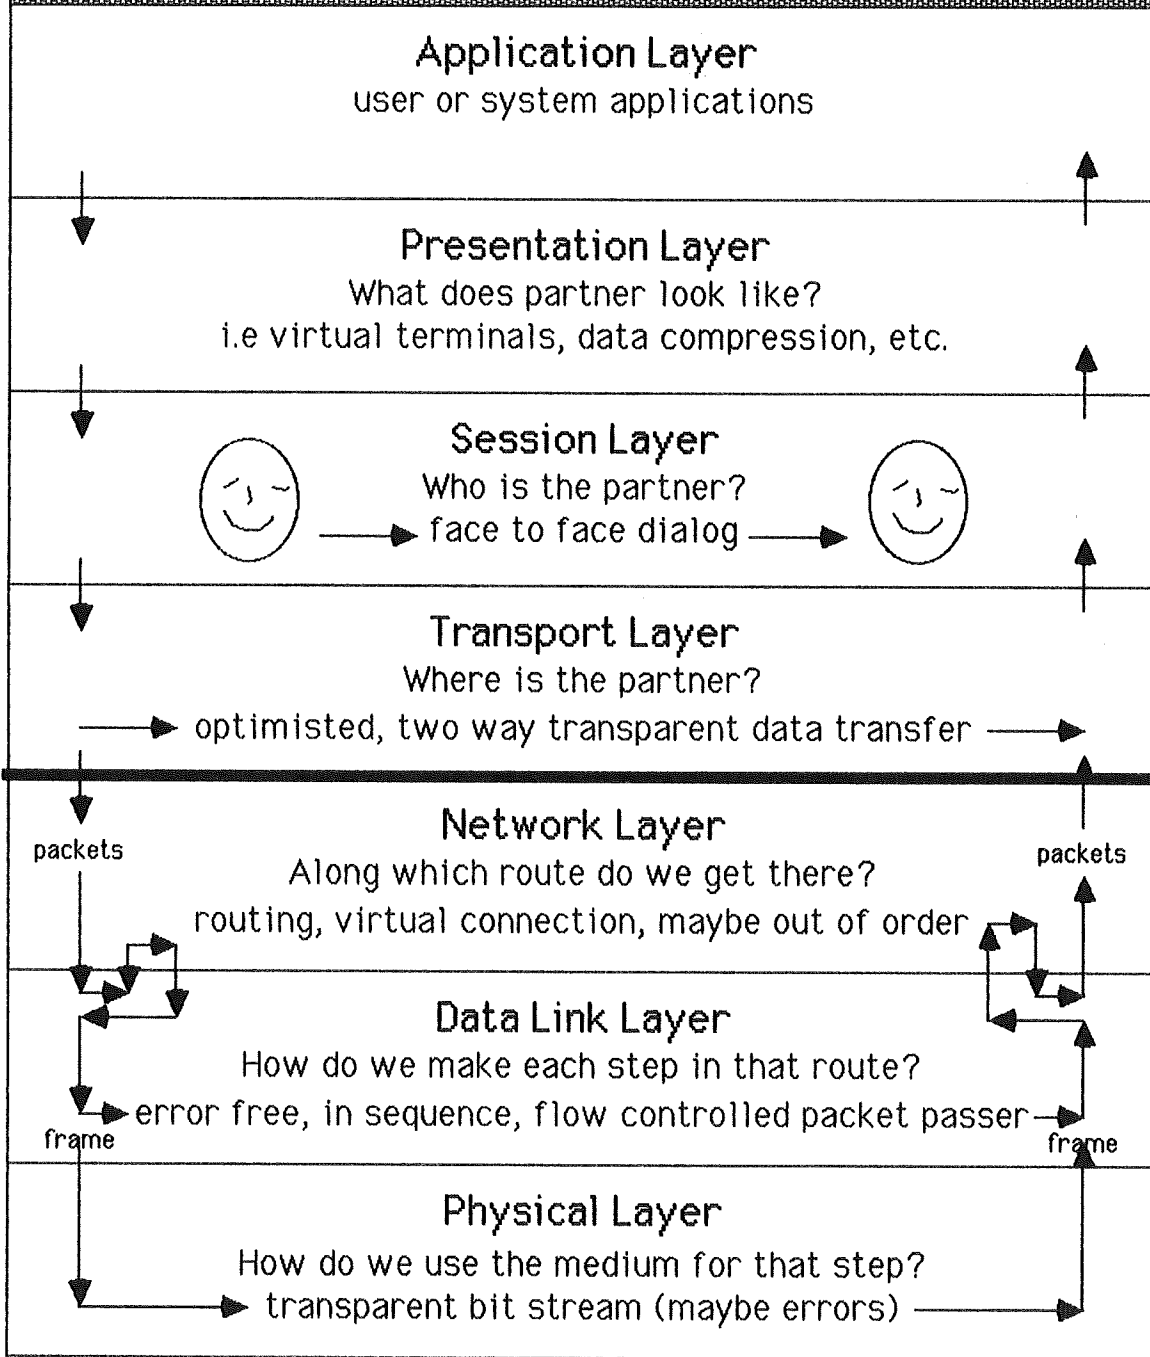 Application Layer
user or system applications
Presentation Layer
What does partner look like?
i.e virtual terminals, data compression, etc.
Session Layer
Who is the partner?
face to face dialog
Transport Layer
Where is the partner?
optimisted, two way transparent data transfer
Network Layer
packets
packets
Along which route do we get there?
routing, virtual connection, maybe out of order
Data Link Layer
How do we make each step in that route?
error free, in sequence, flow controlled packet passer
frame
frame
Physical Layer
How do we use the medium for that step?
transparent bit stream (maybe errors)